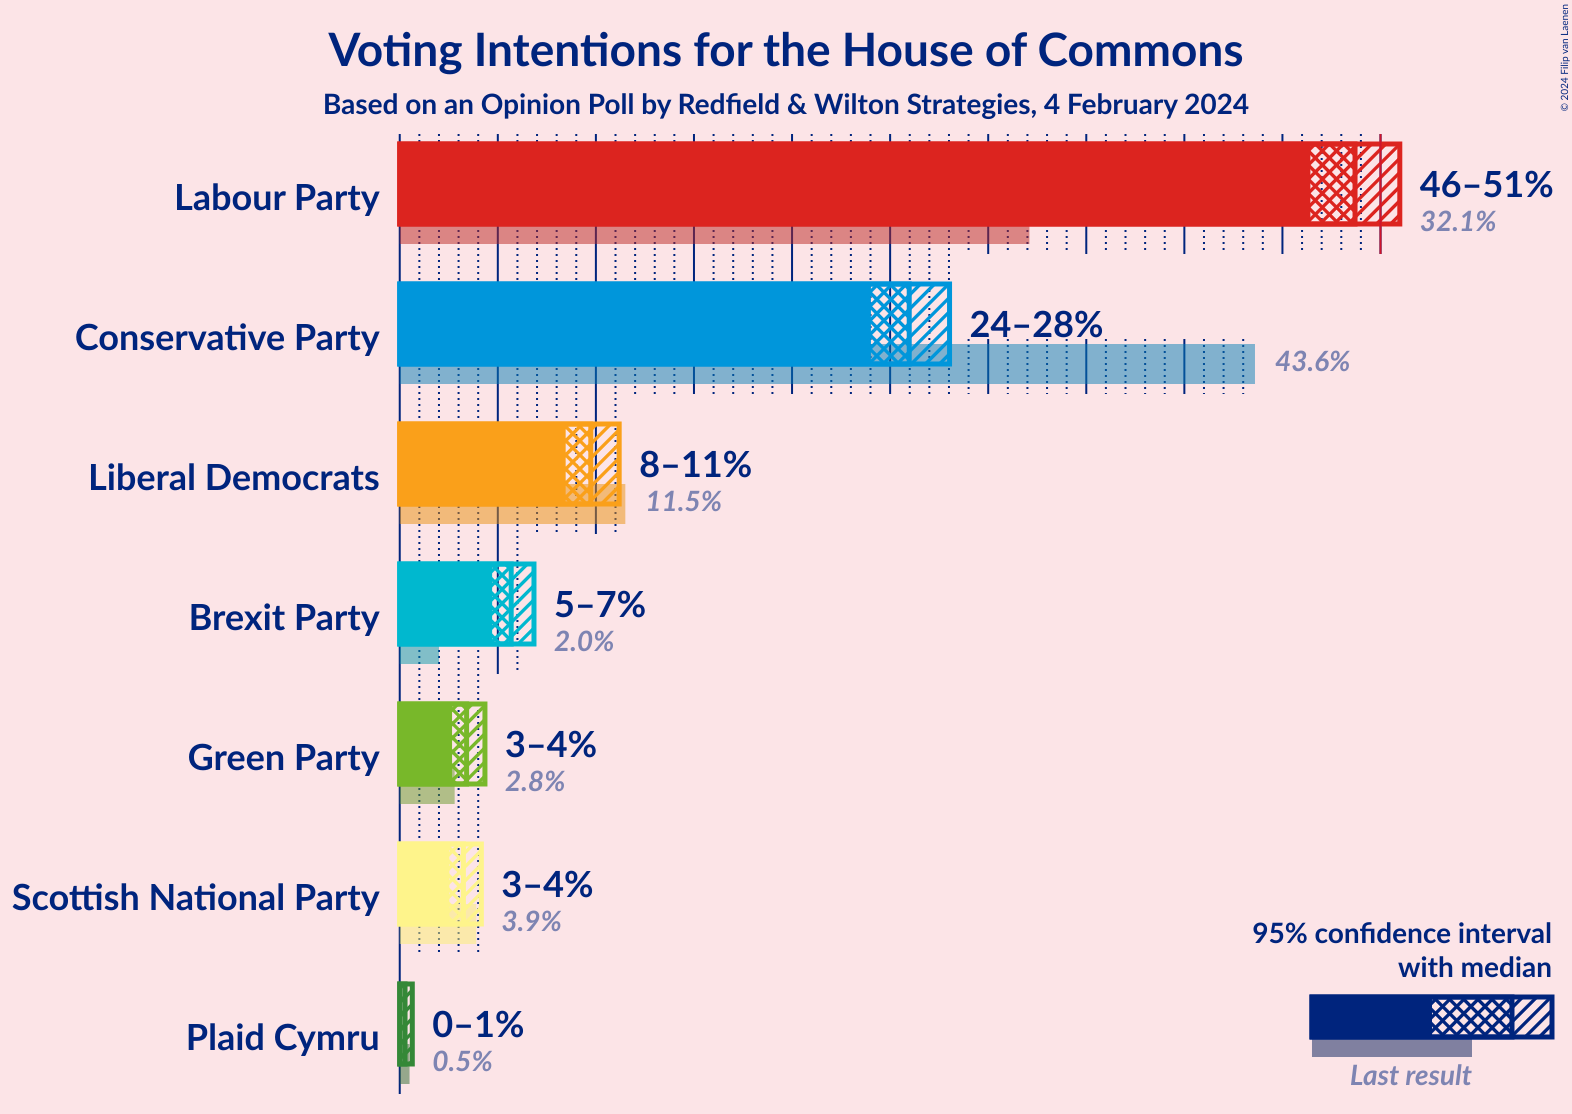 Voting Intentions for the House of Commons
Based on an Opinion Poll by Redfield & Wilton Strategies, 4 February 2024
© 2024 Filip van Laenen
Labour Party
46–51%
32.1%
Conservative Party
24–28%
43.6%
Liberal Democrats
8–11%
11.5%
Brexit Party
5–7%
2.0%
Green Party
3–4%
2.8%
Scottish National Party
3–4%
3.9%
Plaid Cymru
0–1%
0.5%
95% confidence interval
with median
Last result